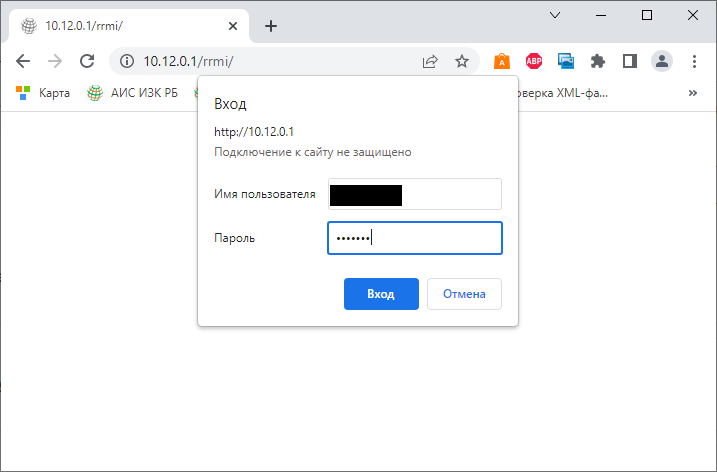 10.12.0.1/rrmi/
10.12.0.1/rrmi/
A
ABP
Карта
АИС ИЗК РБ
оверка XML-фа...
Вход
http://10.12.0.1
Подключение к сайту не защищено
Имя пользователя
Пароль
•••••••
Вход
Отмена